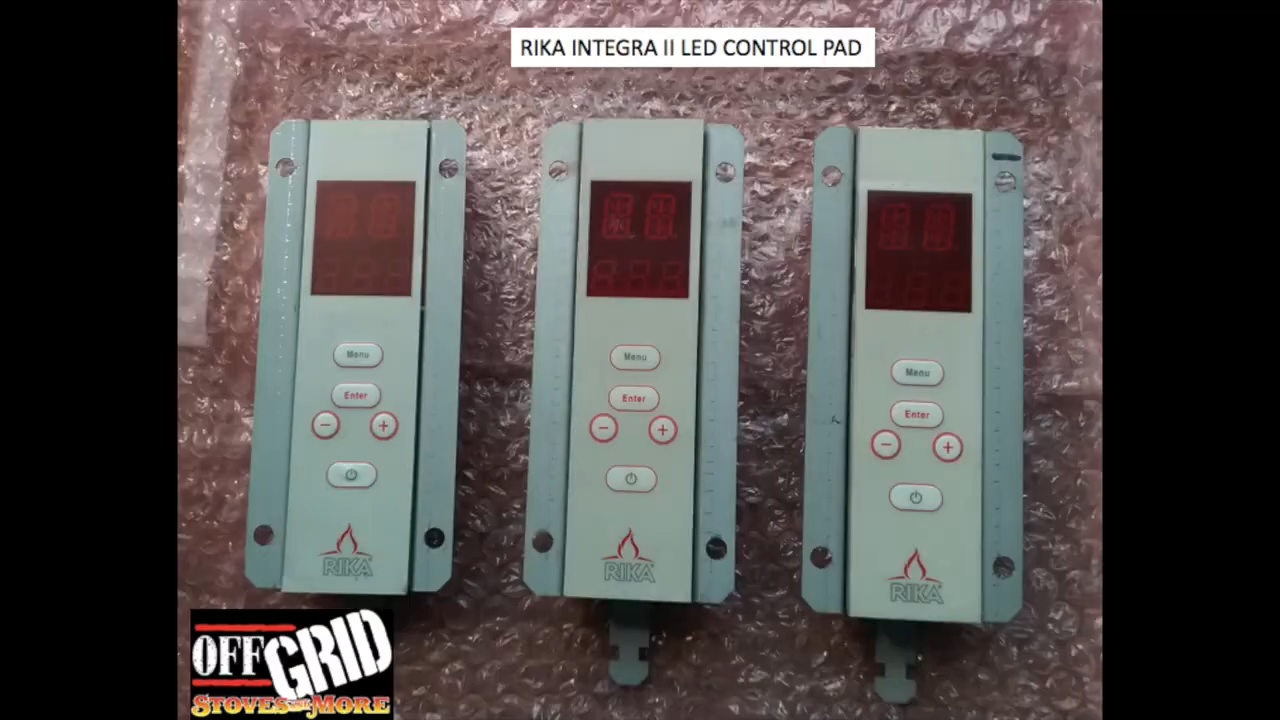 RIKA INTEGRA II LED CONTROL PAD
Menu
Enter
− +
RIKA
Menu
Enter
− +
RIKA
Menu
Enter
− +
RIKA
OFF GRID
STOVES AND MORE